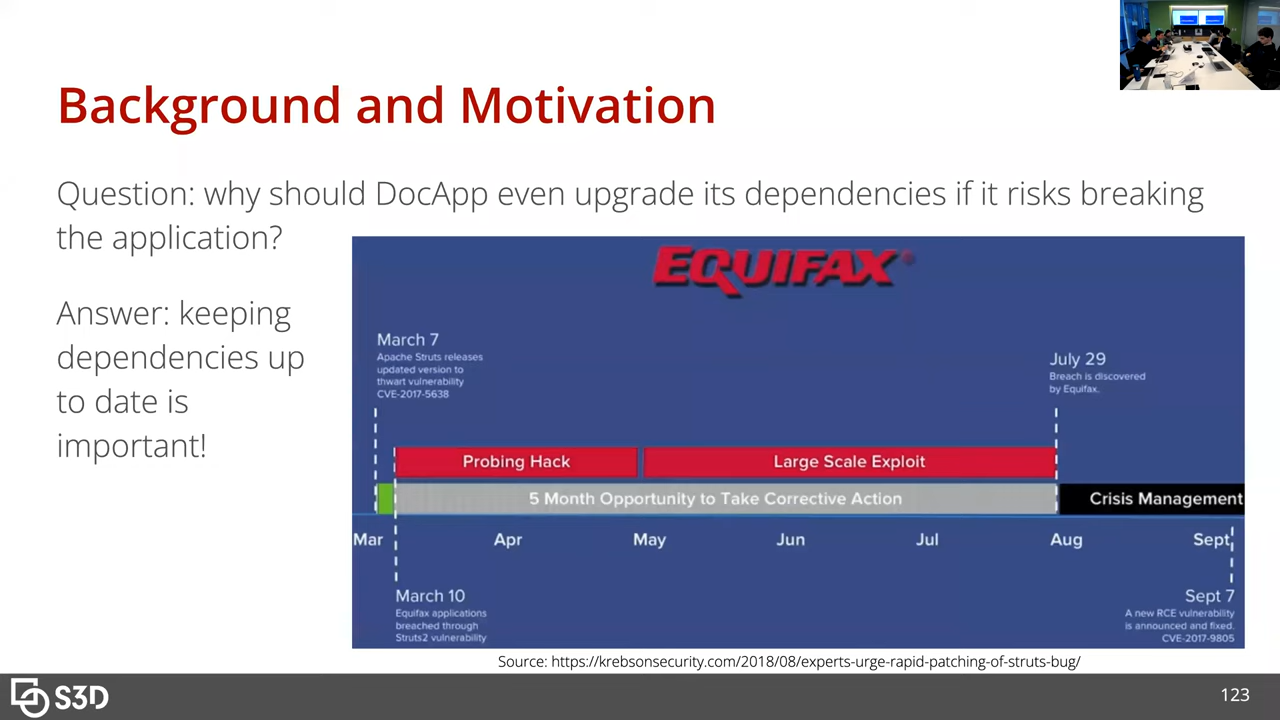 Background and Motivation
Question: why should DocApp even upgrade its dependencies if it risks breaking
the application?
Answer: keeping
dependencies up
to date is
important!
EQUIFAX
March 7
Apache Struts releases
updated version to
thwart vulnerability
CVE-2017-5638
July 29
Breach is discovered
by Equifax.
Probing Hack
Large Scale Exploit
5 Month Opportunity to Take Corrective Action
Crisis Management
Mar Apr May Jun Jul Aug Sept
March 10
Equifax applications
breached through
Struts2 vulnerability
Sept 7
A new RCE vulnerability
is announced and fixed.
CVE-2017-9805
Source: https://krebsonsecurity.com/2018/08/experts-urge-rapid-patching-of-struts-bug/
S3D
123